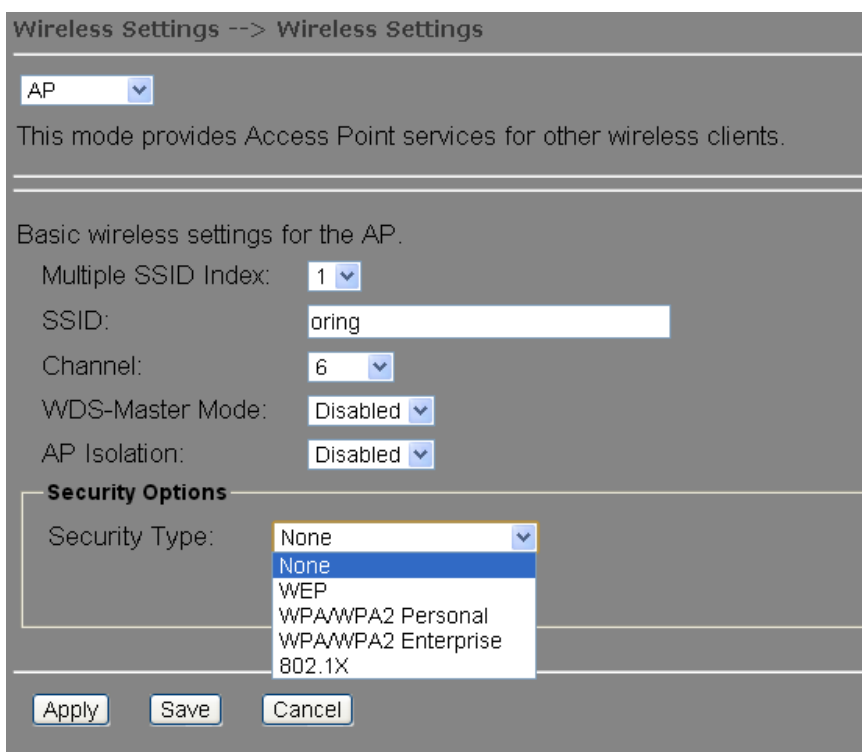 Wireless Settings --> Wireless Settings
AP
This mode provides Access Point services for other wireless clients.
Basic wireless settings for the AP.
Multiple SSID Index: 1
SSID: oring
Channel: 6
WDS-Master Mode: Disabled
AP Isolation: Disabled
Security Options
Security Type: None
None
WEP
WPA/WPA2 Personal
WPA/WPA2 Enterprise
802.1X
Apply Save Cancel